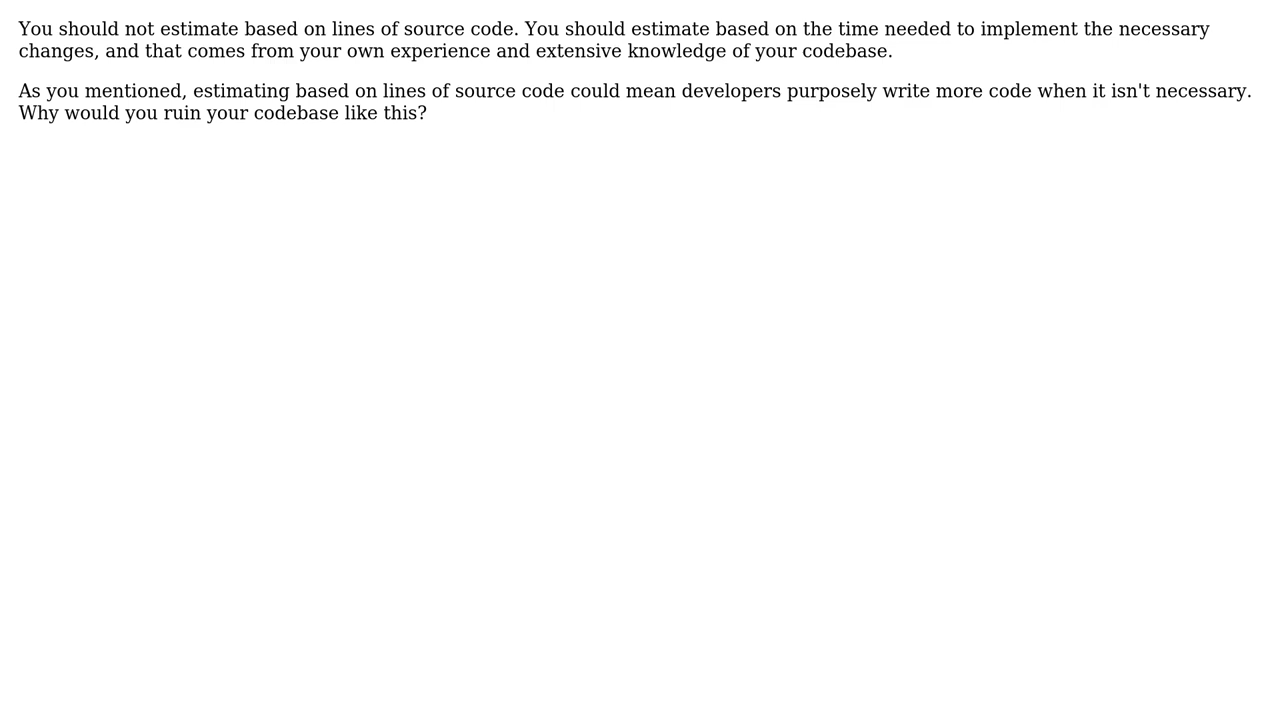 You should not estimate based on lines of source code. You should estimate based on the time needed to implement the necessary
changes, and that comes from your own experience and extensive knowledge of your codebase.
As you mentioned, estimating based on lines of source code could mean developers purposely write more code when it isn't necessary.
Why would you ruin your codebase like this?